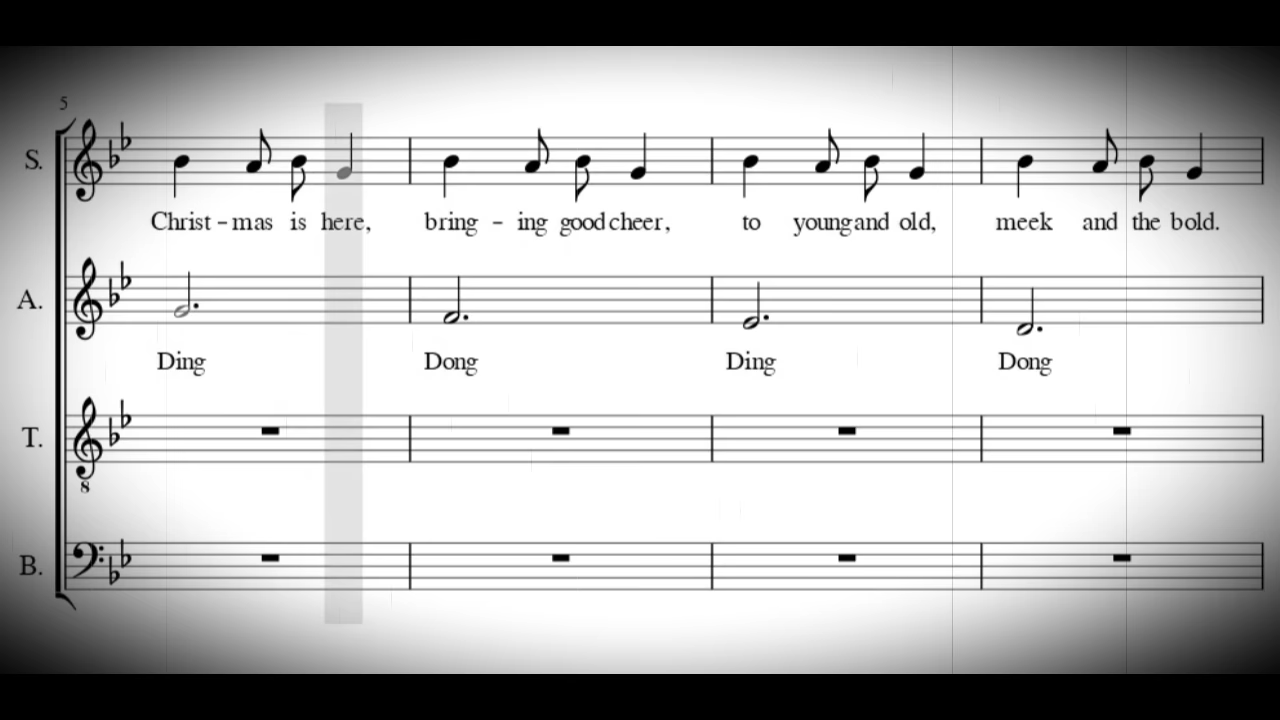 5
S.
Christ - mas is here, bring - ing good cheer, to young and old, meek and the bold.
A.
Ding Dong Ding Dong
T.
8
B.